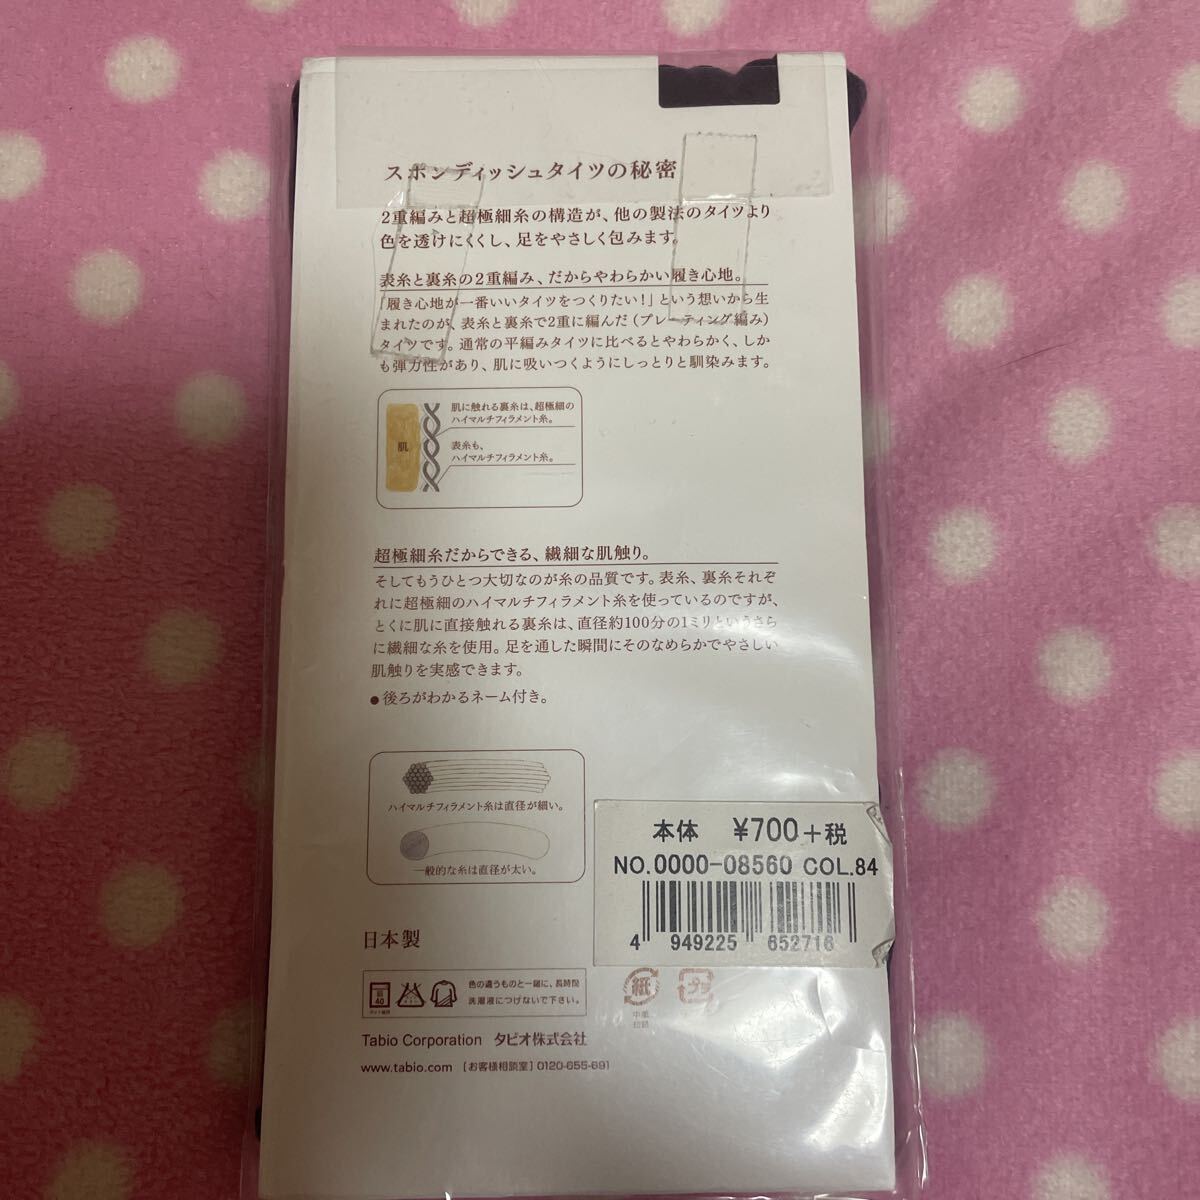 スポンディッシュタイツの秘密
2重編みと超極細糸の構造が、他の製法のタイツより
色を透けにくくし、足をやさしく包みます。
表糸と裏糸の2重編み、だからやわらかい履き心地。
「履き心地が一番いいタイツをつくりたい！」という想いから生
まれたのが、表糸と裏糸で2重に編んだ（プレーティング編み）
タイツです。通常の平編みタイツに比べるとやわらかく、しか
も弾力性があり、肌に吸いつくようにしっとりと馴染みます。
肌
肌に触れる裏糸は、超極細の
ハイマルチフィラメント糸。
表糸も、
ハイマルチフィラメント糸。
超極細糸だからできる、繊細な肌触り。
そしてもうひとつ大切なのが糸の品質です。表糸、裏糸それぞ
れに超極細のハイマルチフィラメント糸を使っているのですが、
とくに肌に直接触れる裏糸は、直径約100分の1ミリというさら
に繊細な糸を使用。足を通した瞬間にそのなめらかでやさしい
肌触りを実感できます。
●後ろがわかるネーム付き。
ハイマルチフィラメント糸は直径が細い。
一般的な糸は直径が太い。
本体 ¥700+税
NO.0000-08560 COL.84
4 949225 652716
日本製
40
色の違うものと一緒に、長時間
洗濯液につけないで下さい。
紙
プラ
Tabio Corporation タビオ株式会社
www.tabio.com [お客様相談室] 0120-655-691